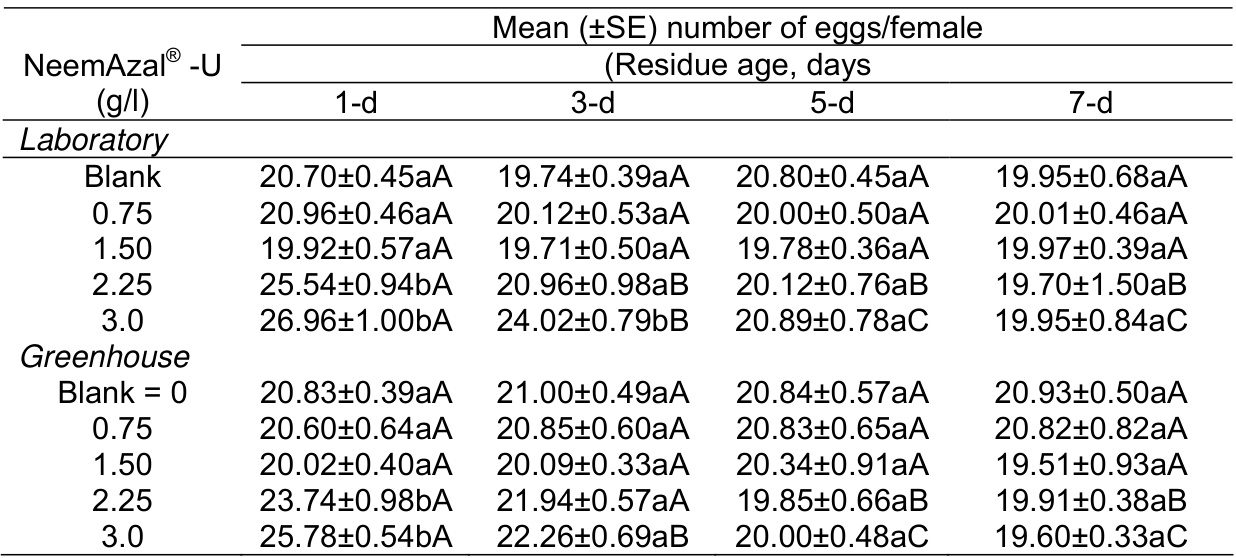 Mean (±SE) number of eggs/female
NeemAzal® -U (g/l) (Residue age, days
1-d 3-d 5-d 7-d
Laboratory
Blank 20.70±0.45aA 19.74±0.39aA 20.80±0.45aA 19.95±0.68aA
0.75 20.96±0.46aA 20.12±0.53aA 20.00±0.50aA 20.01±0.46aA
1.50 19.92±0.57aA 19.71±0.50aA 19.78±0.36aA 19.97±0.39aA
2.25 25.54±0.94bA 20.96±0.98aB 20.12±0.76aB 19.70±1.50aB
3.0 26.96±1.00bA 24.02±0.79bB 20.89±0.78aC 19.95±0.84aC
Greenhouse
Blank = 0 20.83±0.39aA 21.00±0.49aA 20.84±0.57aA 20.93±0.50aA
0.75 20.60±0.64aA 20.85±0.60aA 20.83±0.65aA 20.82±0.82aA
1.50 20.02±0.40aA 20.09±0.33aA 20.34±0.91aA 19.51±0.93aA
2.25 23.74±0.98bA 21.94±0.57aA 19.85±0.66aB 19.91±0.38aB
3.0 25.78±0.54bA 22.26±0.69aB 20.00±0.48aC 19.60±0.33aC